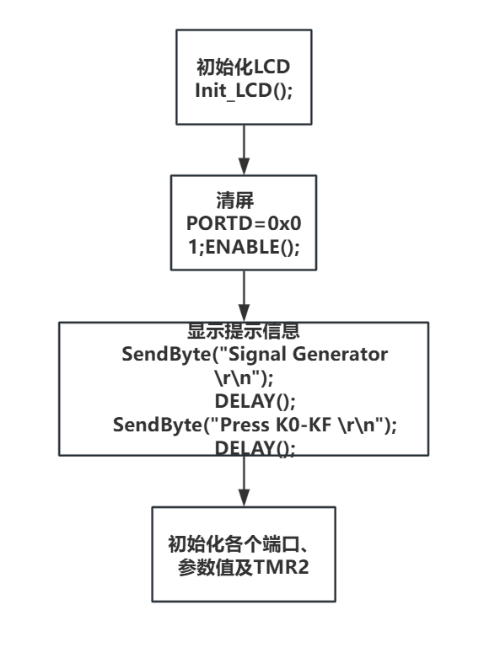 初始化LCD
Init_LCD();
清屏
PORTD=0x0
1;ENABLE();
显示提示信息
SendByte("Signal Generator
\r\n");
DELAY();
SendByte("Press K0-KF \r\n");
DELAY();
初始化各个端口、
参数值及TMR2